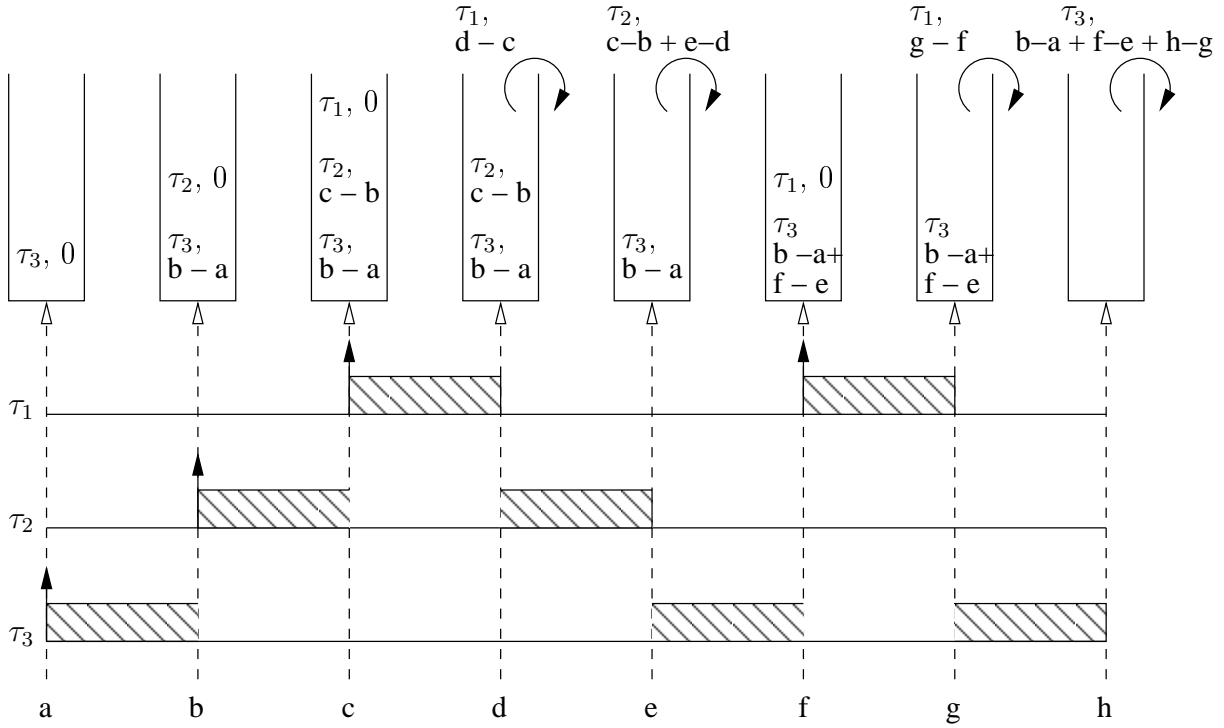 τ1,
d – c
τ2,
c–b + e–d
τ1,
g – f
τ3,
b–a + f–e + h–g
τ3, 0
τ2, 0
τ3,
b – a
τ1, 0
τ2,
c – b
τ3,
b – a
τ2,
c – b
τ3,
b – a
τ3,
b – a
τ1, 0
τ3
b –a+
f – e
τ3
b –a+
f – e
τ1
τ2
τ3
a b c d e f g h